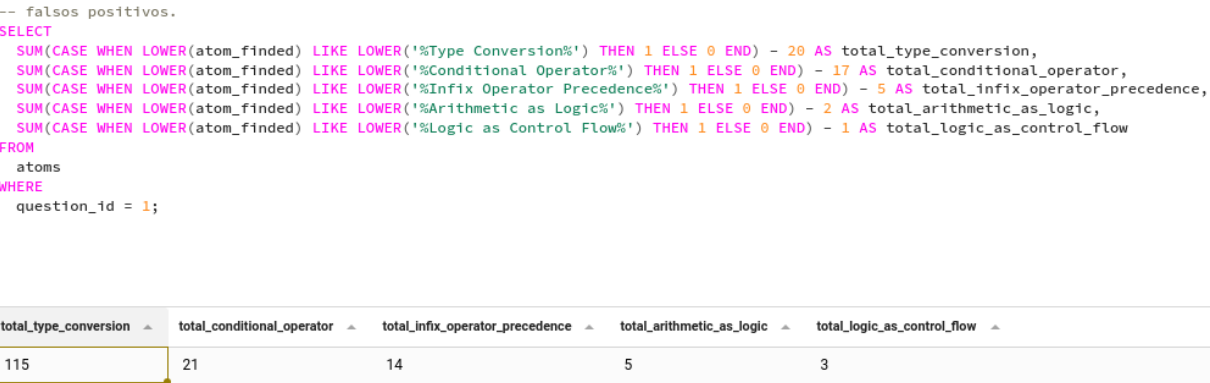 -- falsos positivos.
SELECT
SUM(CASE WHEN LOWER(atom_finded) LIKE LOWER('%Type Conversion%') THEN 1 ELSE 0 END) - 20 AS total_type_conversion,
SUM(CASE WHEN LOWER(atom_finded) LIKE LOWER('%Conditional Operator%') THEN 1 ELSE 0 END) - 17 AS total_conditional_operator,
SUM(CASE WHEN LOWER(atom_finded) LIKE LOWER('%Infix Operator Precedence%') THEN 1 ELSE 0 END) - 5 AS total_infix_operator_precedence,
SUM(CASE WHEN LOWER(atom_finded) LIKE LOWER('%Arithmetic as Logic%') THEN 1 ELSE 0 END) - 2 AS total_arithmetic_as_logic,
SUM(CASE WHEN LOWER(atom_finded) LIKE LOWER('%Logic as Control Flow%') THEN 1 ELSE 0 END) - 1 AS total_logic_as_control_flow
FROM
atoms
WHERE
question_id = 1;
total_type_conversion total_conditional_operator total_infix_operator_precedence total_arithmetic_as_logic total_logic_as_control_flow
115 21 14 5 3